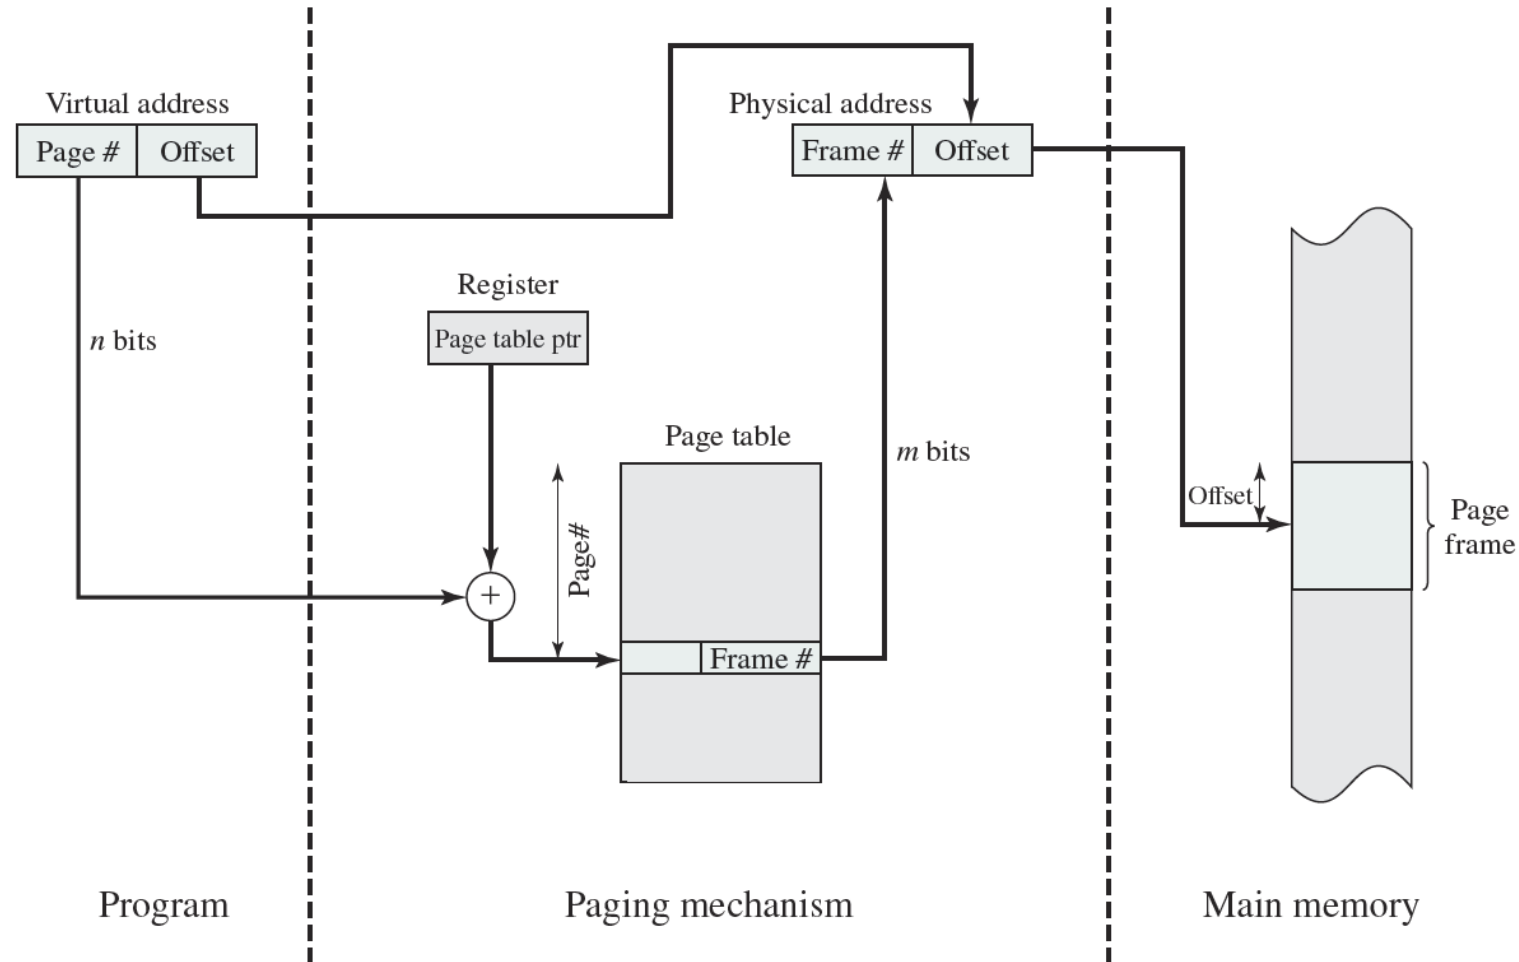 Virtual address
Page #
Offset
Physical address
Frame #
Offset
Register
Page table ptr
n bits
Page table
m bits
Page#
Frame #
+
Offset
Page
frame
Program
Paging mechanism
Main memory